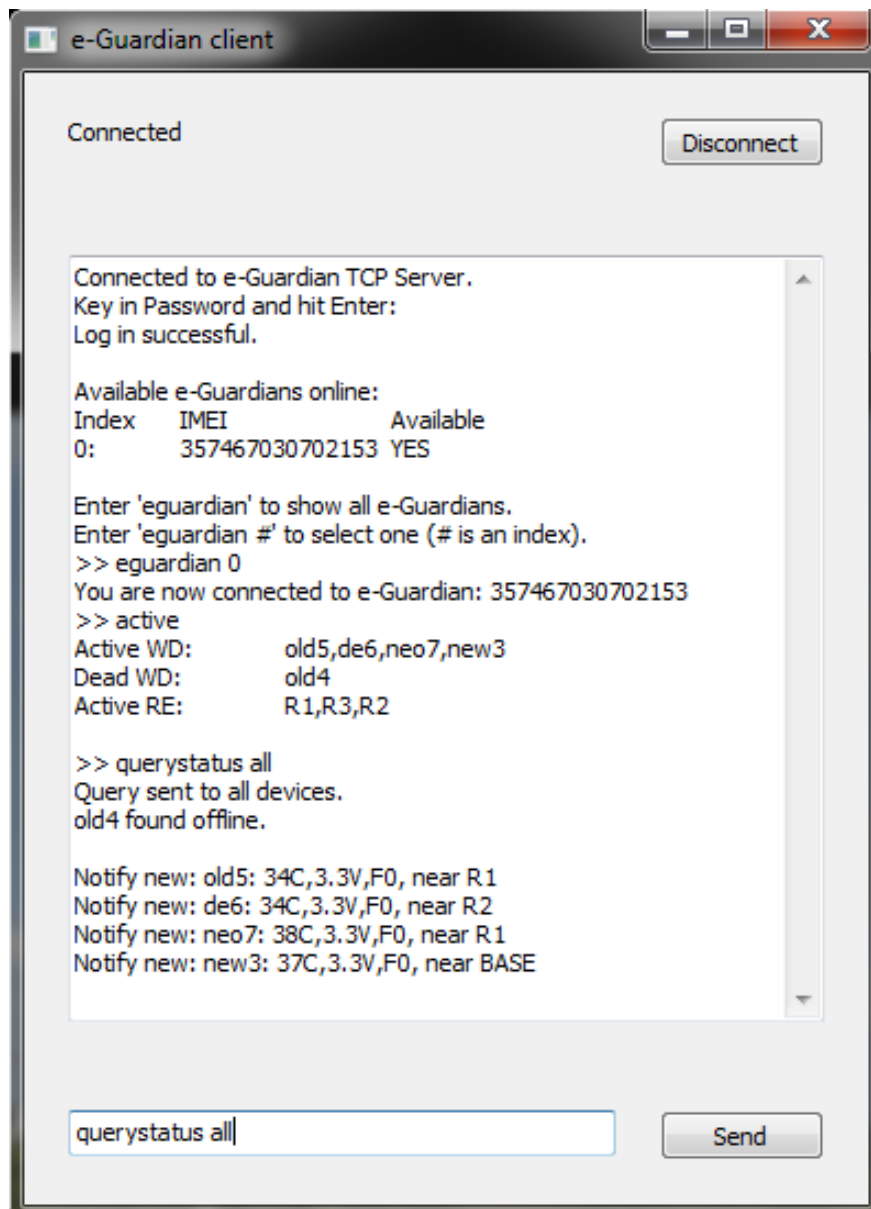 e-Guardian client
Connected
Disconnect
Connected to e-Guardian TCP Server.
Key in Password and hit Enter:
Log in successful.
Available e-Guardians online:
Index IMEI Available
0: 357467030702153 YES
Enter 'eguardian' to show all e-Guardians.
Enter 'eguardian #' to select one (# is an index).
>> eguardian 0
You are now connected to e-Guardian: 357467030702153
>> active
Active WD: old5,de6,neo7,new3
Dead WD: old4
Active RE: R1,R3,R2
>> querystatus all
Query sent to all devices.
old4 found offline.
Notify new: old5: 34C,3.3V,F0, near R1
Notify new: de6: 34C,3.3V,F0, near R2
Notify new: neo7: 38C,3.3V,F0, near R1
Notify new: new3: 37C,3.3V,F0, near BASE
querystatus all
Send